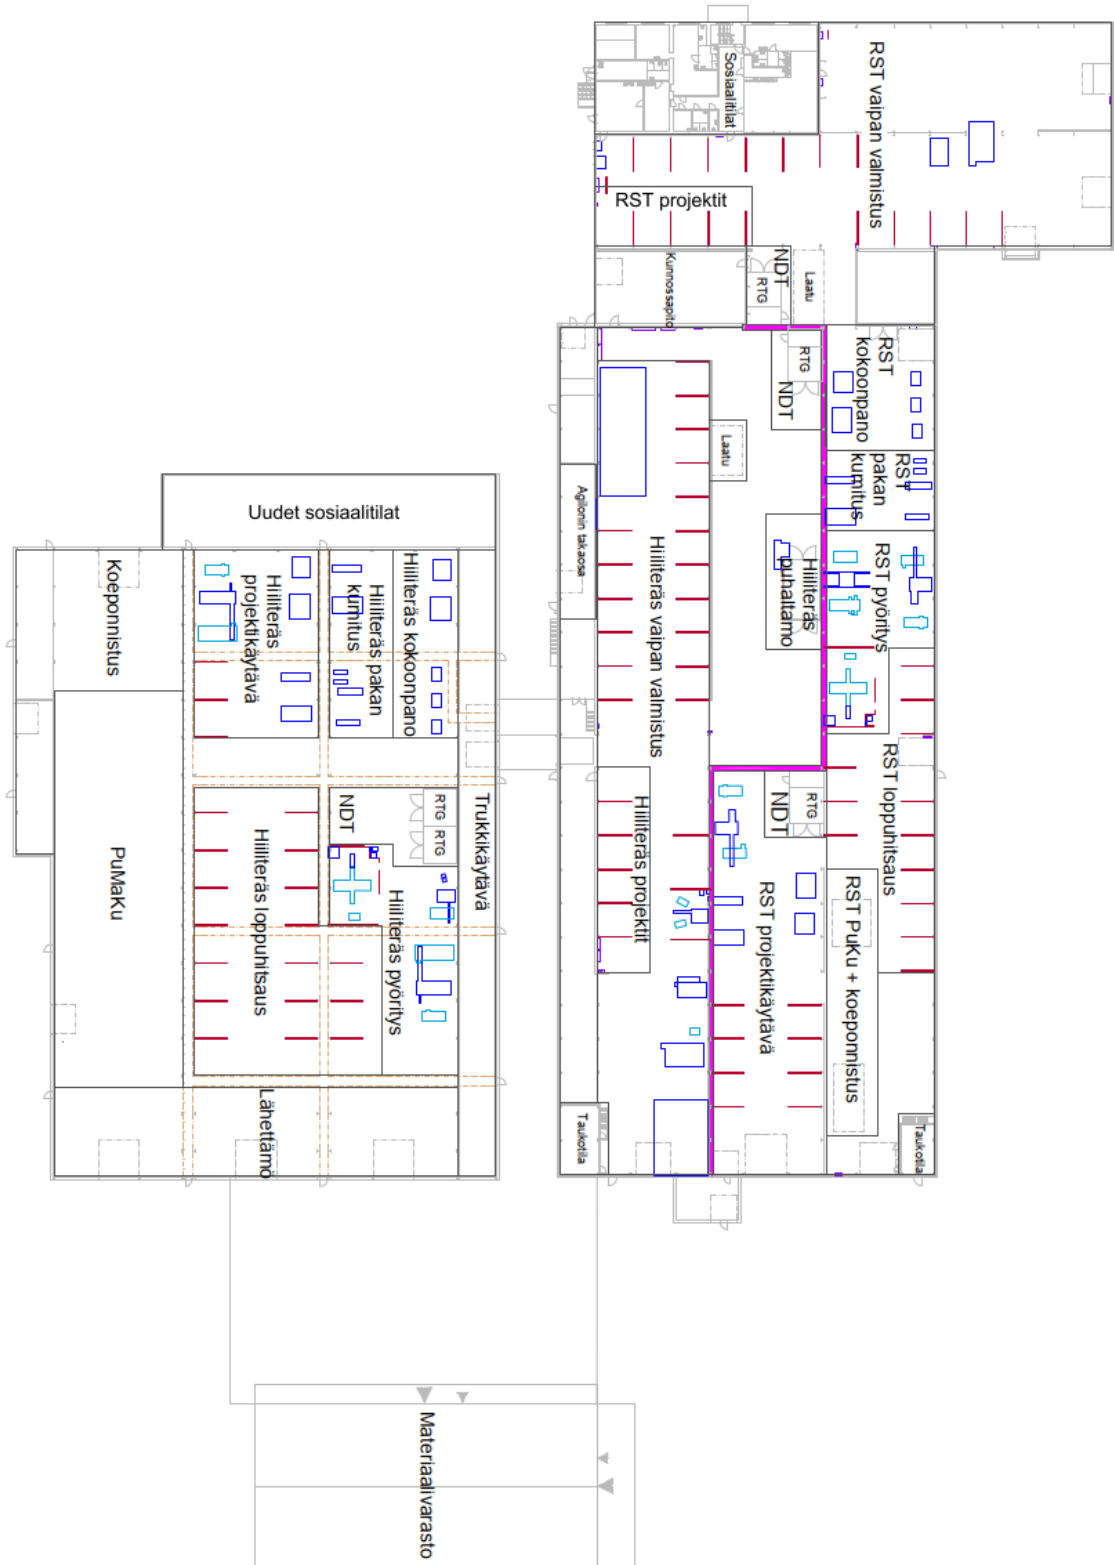 Sosiaalitilat
RST vaipan valmistus
RST projektit
Kunnossapito
NDT
RTG
Laatu
RST
kokoonpano
RTG
NDT
Laatu
RST
pakan
kumitus
Agilonin takaosa
Hiiliteräs vaipan valmistus
Hiiliteräs
puhaltamo
RST pyöritys
Uudet sosiaalitilat
Koeponnistus
Hiiliteräs
projektikäytävä
Hiiliteräs pakan
kumitus
Hiiliteräs kokoonpano
RST loppuhitsaus
Hiiliteräs projektit
NDT
RTG
RST projektikäytävä
RST PuKu + koeponnistus
PuMaKu
Hiiliteräs loppuhitsaus
NDT
RTG
RTG
Trukkikäytävä
Hiiliteräs pyöritys
Lähettämö
Taukotila
Taukotila
Materiaalivarasto